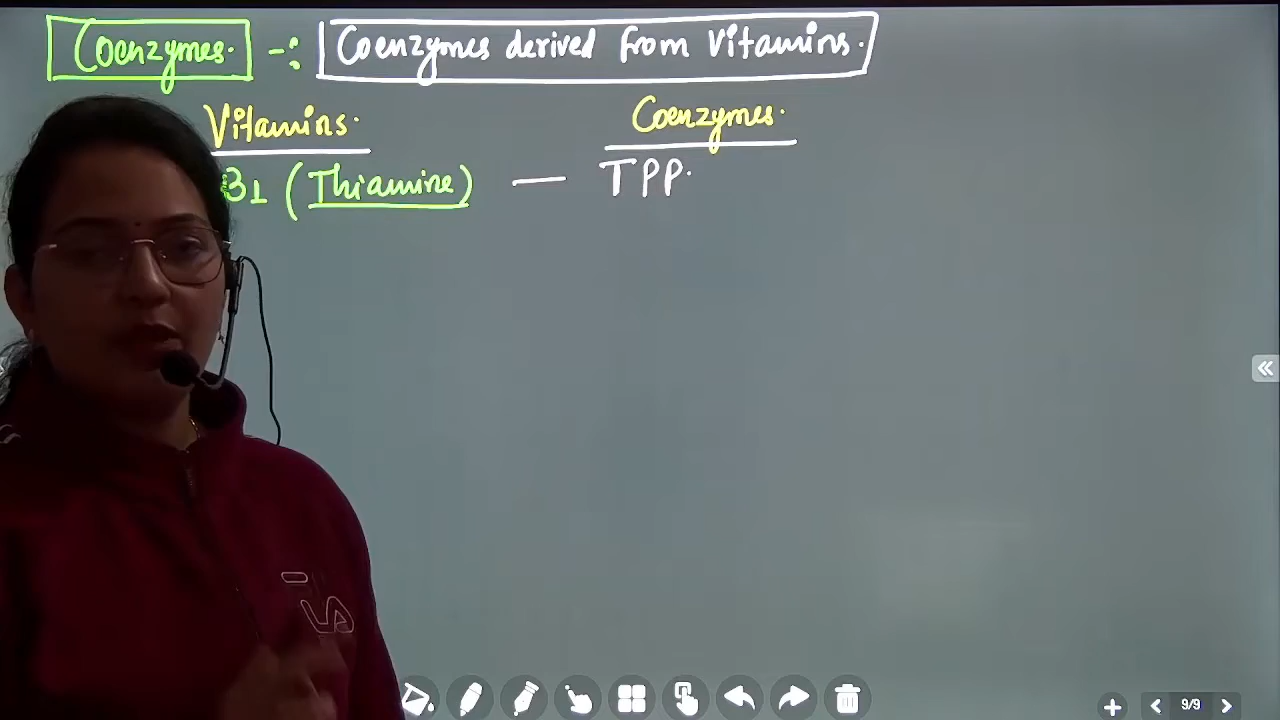 Coenzymes. -: Coenzymes derived from Vitamins.
Vitamins. Coenzymes.
B1 (Thiamine) — TPP.
9/9